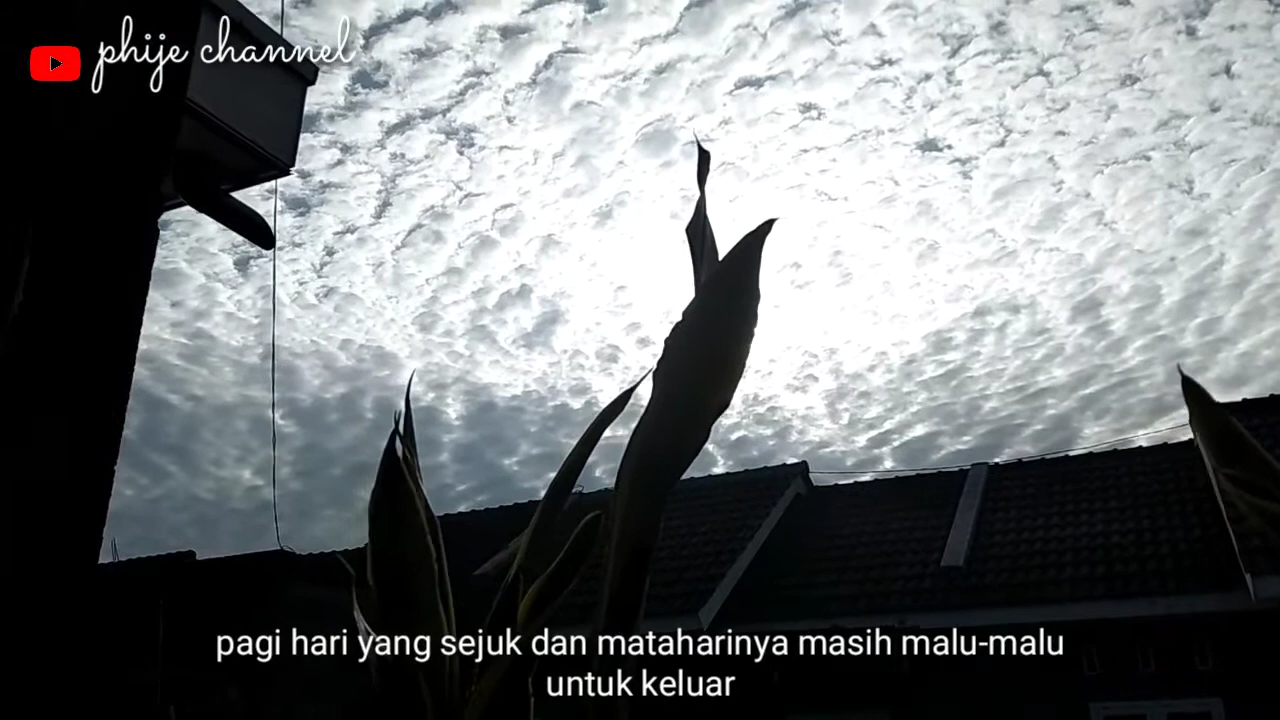 phije channel
pagi hari yang sejuk dan mataharinya masih malu-malu
untuk keluar